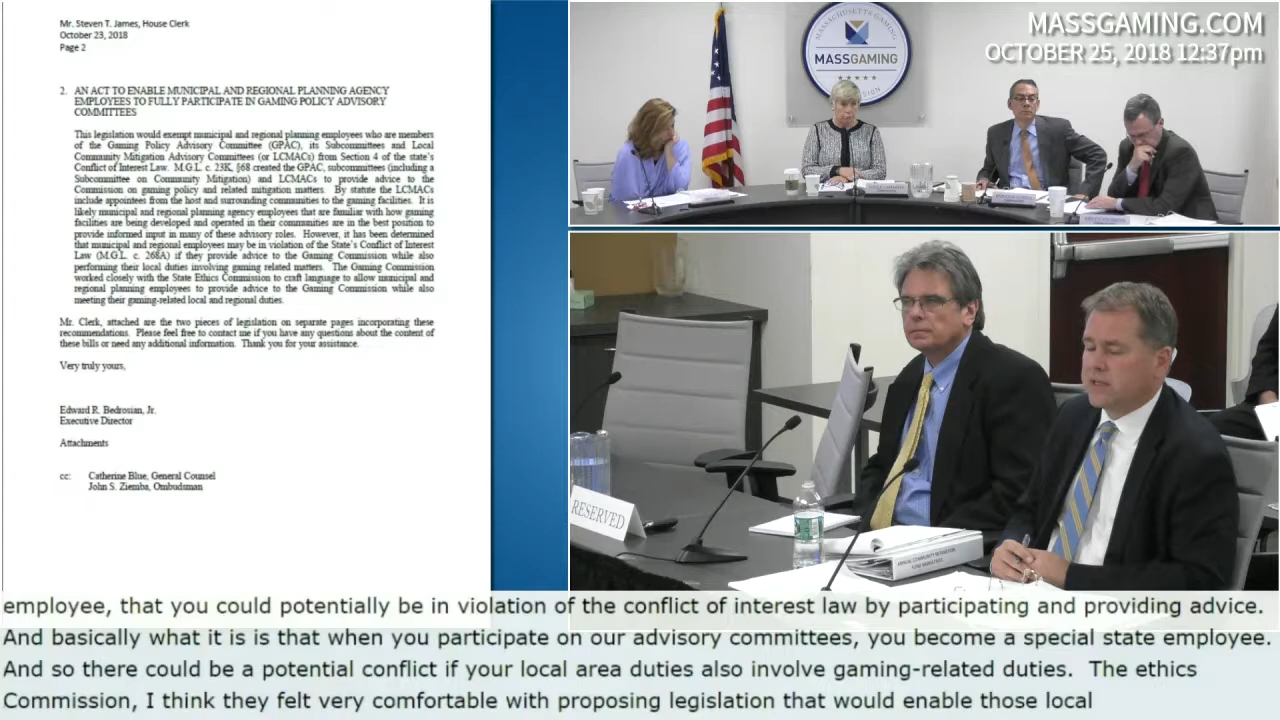 Mr. Steven T. James, House Clerk
October 23, 2018
Page 2
2. AN ACT TO ENABLE MUNICIPAL AND REGIONAL PLANNING AGENCY
EMPLOYEES TO FULLY PARTICIPATE IN GAMING POLICY ADVISORY
COMMITTEES
This legislation would exempt municipal and regional planning employees who are members
of the Gaming Policy Advisory Committee (GPAC), its Subcommittees and Local
Community Mitigation Advisory Committees (or LCMACs) from Section 4 of the state's
Conflict of Interest Law. M.G.L. c. 23K, §68 created the GPAC, subcommittees (including a
Subcommittee on Community Mitigation) and LCMACs to provide advice to the
Commission on gaming policy and related mitigation matters. By statute the LCMACs
include appointees from the host and surrounding communities to the gaming facilities. It is
likely municipal and regional planning agency employees that are familiar with how gaming
facilities are being developed and operated in their communities are in the best position to
provide informed input in many of these advisory roles. However, it has been determined
that municipal and regional employees may be in violation of the State's Conflict of Interest
Law (M.G.L. c. 268A) if they provide advice to the Gaming Commission while also
performing their local duties involving gaming related matters. The Gaming Commission
worked closely with the State Ethics Commission to craft language to allow municipal and
regional planning employees to provide advice to the Gaming Commission while also
meeting their gaming-related local and regional duties.
Mr. Clerk, attached are the two pieces of legislation on separate pages incorporating these
recommendations. Please feel free to contact me if you have any questions about the content of
these bills or need any additional information. Thank you for your assistance.
Very truly yours,
Edward R. Bedrosian, Jr.
Executive Director
Attachments
cc: Catherine Blue, General Counsel
John S. Ziemba, Ombudsman
MASSACHUSETTS GAMING
MASSGAMING
MASSGAMING.COM
OCTOBER 25, 2018 12:37pm
RESERVED
employee, that you could potentially be in violation of the conflict of interest law by participating and providing advice.
And basically what it is is that when you participate on our advisory committees, you become a special state employee.
And so there could be a potential conflict if your local area duties also involve gaming-related duties. The ethics
Commission, I think they felt very comfortable with proposing legislation that would enable those local